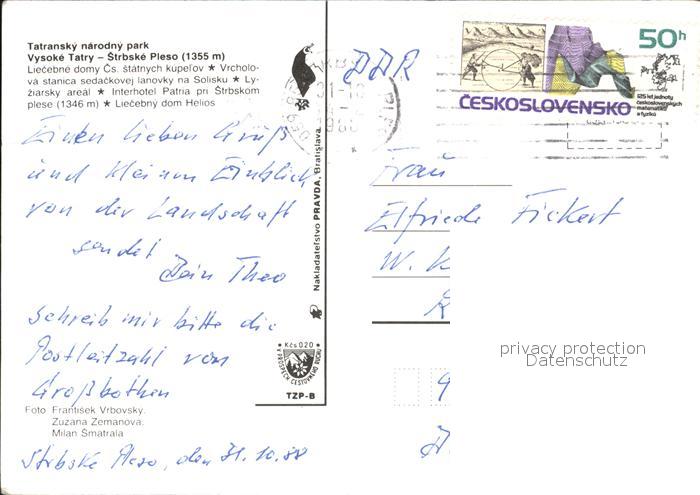 Tatranský národný park
Vysoké Tatry – Štrbské Pleso (1355 m)
Liečebné domy Čs. štátnych kúpeľov ★ Vrcholo-
vá stanica sedačkovej lanovky na Solisku ★ Ly-
žiarsky areál ★ Interhotel Patria pri Štrbskom
plese (1346 m) ★ Liečebný dom Helios
Einen lieben Gruß
und kleinen Einblick
von der Landschaft
sendet
Dein Theo
Schreib mir bitte die
Postleitzahl von
Großbothen
Foto František Vrbovský,
Zuzana Zemanová,
Milan Šmatrala
Štrbské Pleso, den 31.10.88
Nakladateľstvo PRAVDA, Bratislava
Kčs 0,20
V PROSPECH CESTOVNÉHO RUCHU
TZP-B
DDR
50h
ČESKOSLOVENSKO
125 let jednoty
československých
matematiků
a fyziků
Frau
Elfriede Fickert
W. K
privacy protection
Datenschutz